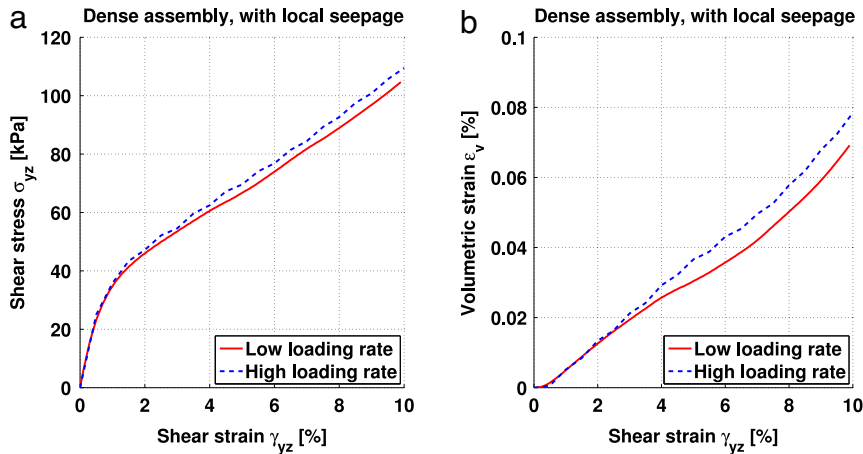 a
Dense assembly, with local seepage
120
100
80
60
40
20
0
Shear stress σyz [kPa]
Low loading rate
High loading rate
0 2 4 6 8 10
Shear strain γyz [%]
b
Dense assembly, with local seepage
0.1
0.08
0.06
0.04
0.02
0
Volumetric strain εv [%]
Low loading rate
High loading rate
0 2 4 6 8 10
Shear strain γyz [%]